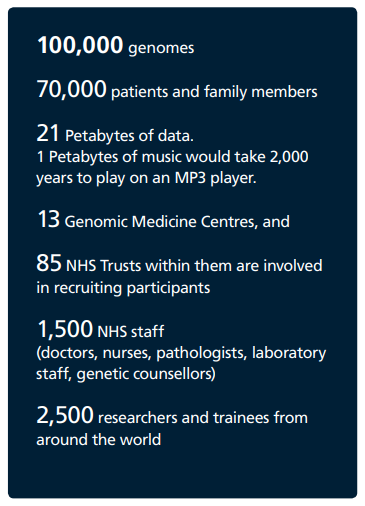 100,000 genomes
70,000 patients and family members
21 Petabytes of data.
1 Petabytes of music would take 2,000
years to play on an MP3 player.
13 Genomic Medicine Centres, and
85 NHS Trusts within them are involved
in recruiting participants
1,500 NHS staff
(doctors, nurses, pathologists, laboratory
staff, genetic counsellors)
2,500 researchers and trainees from
around the world